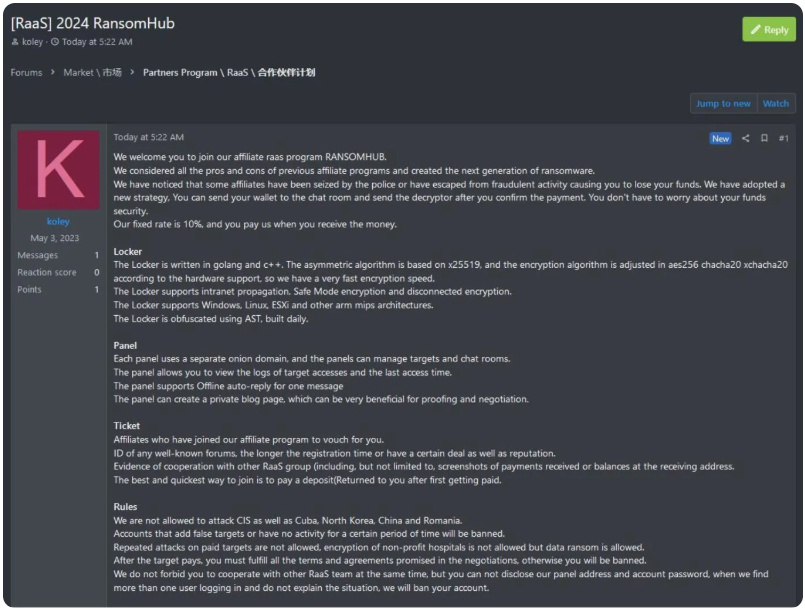 [RaaS] 2024 RansomHub
koley · Today at 5:22 AM
Reply
Forums > Market \ 市场 > Partners Program \ RaaS \ 合作伙伴计划
Jump to new Watch
Today at 5:22 AM
New #1
K
koley
May 3, 2023
Messages 1
Reaction score 0
Points 1
We welcome you to join our affiliate raas program RANSOMHUB.
We considered all the pros and cons of previous affiliate programs and created the next generation of ransomware.
We have noticed that some affiliates have been seized by the police or have escaped from fraudulent activity causing you to lose your funds. We have adopted a
new strategy, You can send your wallet to the chat room and send the decryptor after you confirm the payment. You don't have to worry about your funds
security.
Our fixed rate is 10%, and you pay us when you receive the money.
Locker
The Locker is written in golang and c++. The asymmetric algorithm is based on x25519, and the encryption algorithm is adjusted in aes256 chacha20 xchacha20
according to the hardware support, so we have a very fast encryption speed.
The Locker supports intranet propagation, Safe Mode encryption and disconnected encryption.
The Locker supports Windows, Linux, ESXi and other arm mips architectures.
The Locker is obfuscated using AST, built daily.
Panel
Each panel uses a separate onion domain, and the panels can manage targets and chat rooms.
The panel allows you to view the logs of target accesses and the last access time.
The panel supports Offline auto-reply for one message
The panel can create a private blog page, which can be very beneficial for proofing and negotiation.
Ticket
Affiliates who have joined our affiliate program to vouch for you.
ID of any well-known forums, the longer the registration time or have a certain deal as well as reputation.
Evidence of cooperation with other RaaS group (including, but not limited to, screenshots of payments received or balances at the receiving address.
The best and quickest way to join is to pay a deposit(Returned to you after first getting paid.
Rules
We are not allowed to attack CIS as well as Cuba, North Korea, China and Romania.
Accounts that add false targets or have no activity for a certain period of time will be banned.
Repeated attacks on paid targets are not allowed, encryption of non-profit hospitals is not allowed but data ransom is allowed.
After the target pays, you must fulfill all the terms and agreements promised in the negotiations, otherwise you will be banned.
We do not forbid you to cooperate with other RaaS team at the same time, but you can not disclose our panel address and account password, when we find
more than one user logging in and do not explain the situation, we will ban your account.